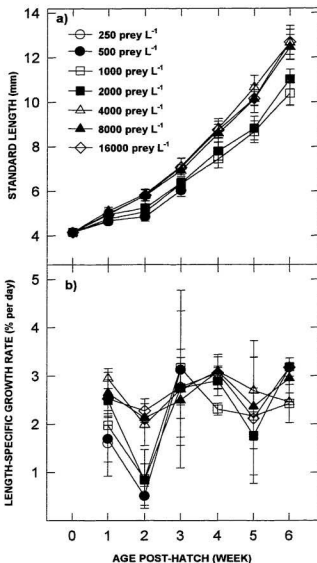 14
a)
250 prey L⁻¹
12
500 prey L⁻¹
1000 prey L⁻¹
10
2000 prey L⁻¹
4000 prey L⁻¹
8
8000 prey L⁻¹
16000 prey L⁻¹
6
4
STANDARD LENGTH (mm)
5
b)
4
3
2
1
LENGTH-SPECIFIC GROWTH RATE (% per day)
0 1 2 3 4 5 6
AGE POST-HATCH (WEEK)